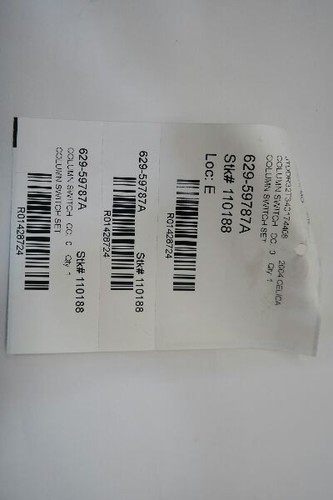 2004 DEUCA
COLUMN SWITCH CC: 0 Qty 1
COLUMN SWITCH SET
629-59787A
Stk# 110188
Loc: E
R01428724
629-59787A
Stk# 110188
R01428724
629-59787A
Stk# 110188
COLUMN SWITCH CC: 0 Qty 1
COLUMN SWITCH SET
R01428724